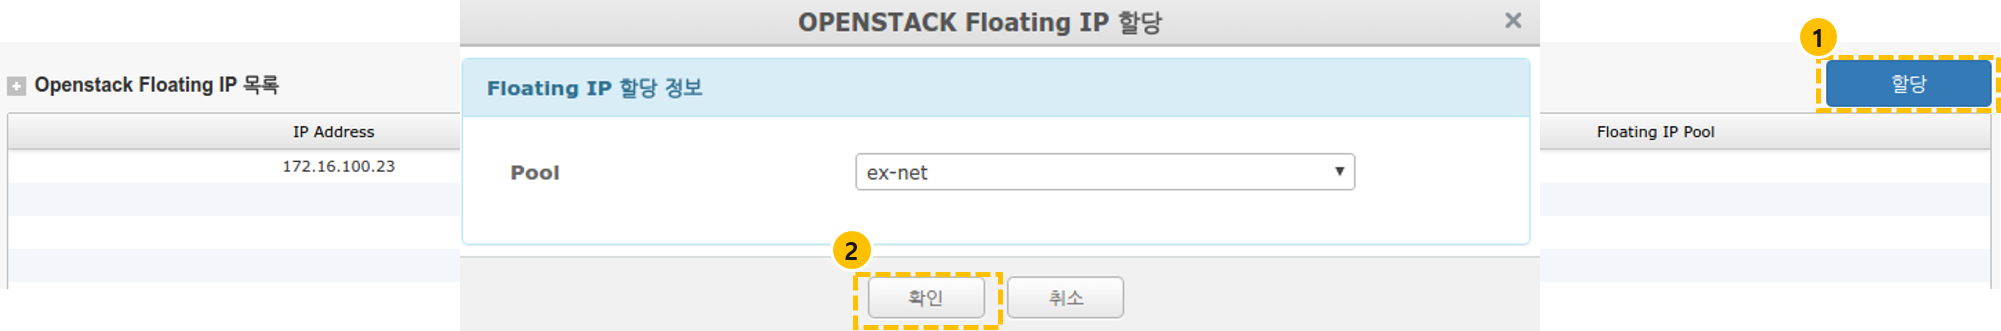 OPENSTACK Floating IP 할당
×
1
Openstack Floating IP 목록
할당
Floating IP 할당 정보
IP Address
Floating IP Pool
172.16.100.23
Pool
ex-net
2
확인
취소